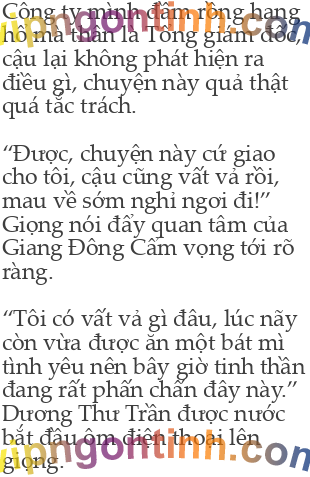 Công ty mình đầm rồng hang
hổ mà thân là Tổng giám đốc,
cậu lại không phát hiện ra
điều gì, chuyện này quả thật
quá tắc trách.
“Được, chuyện này cứ giao
cho tôi, cậu cũng vất vả rồi,
mau về sớm nghỉ ngơi đi!”
Giọng nói đẩy quan tâm của
Giang Đông Cẩm vọng tới rõ
ràng.
“Tôi có vất vả gì đâu, lúc nãy
còn vừa được ăn một bát mì
tình yêu nên bây giờ tinh thần
đang rất phấn chấn đây này.”
Dương Thư Trần được nước
bắt đầu ôm điện thoại lên
giọng.
vipngontinh.com
vipngontinh.com